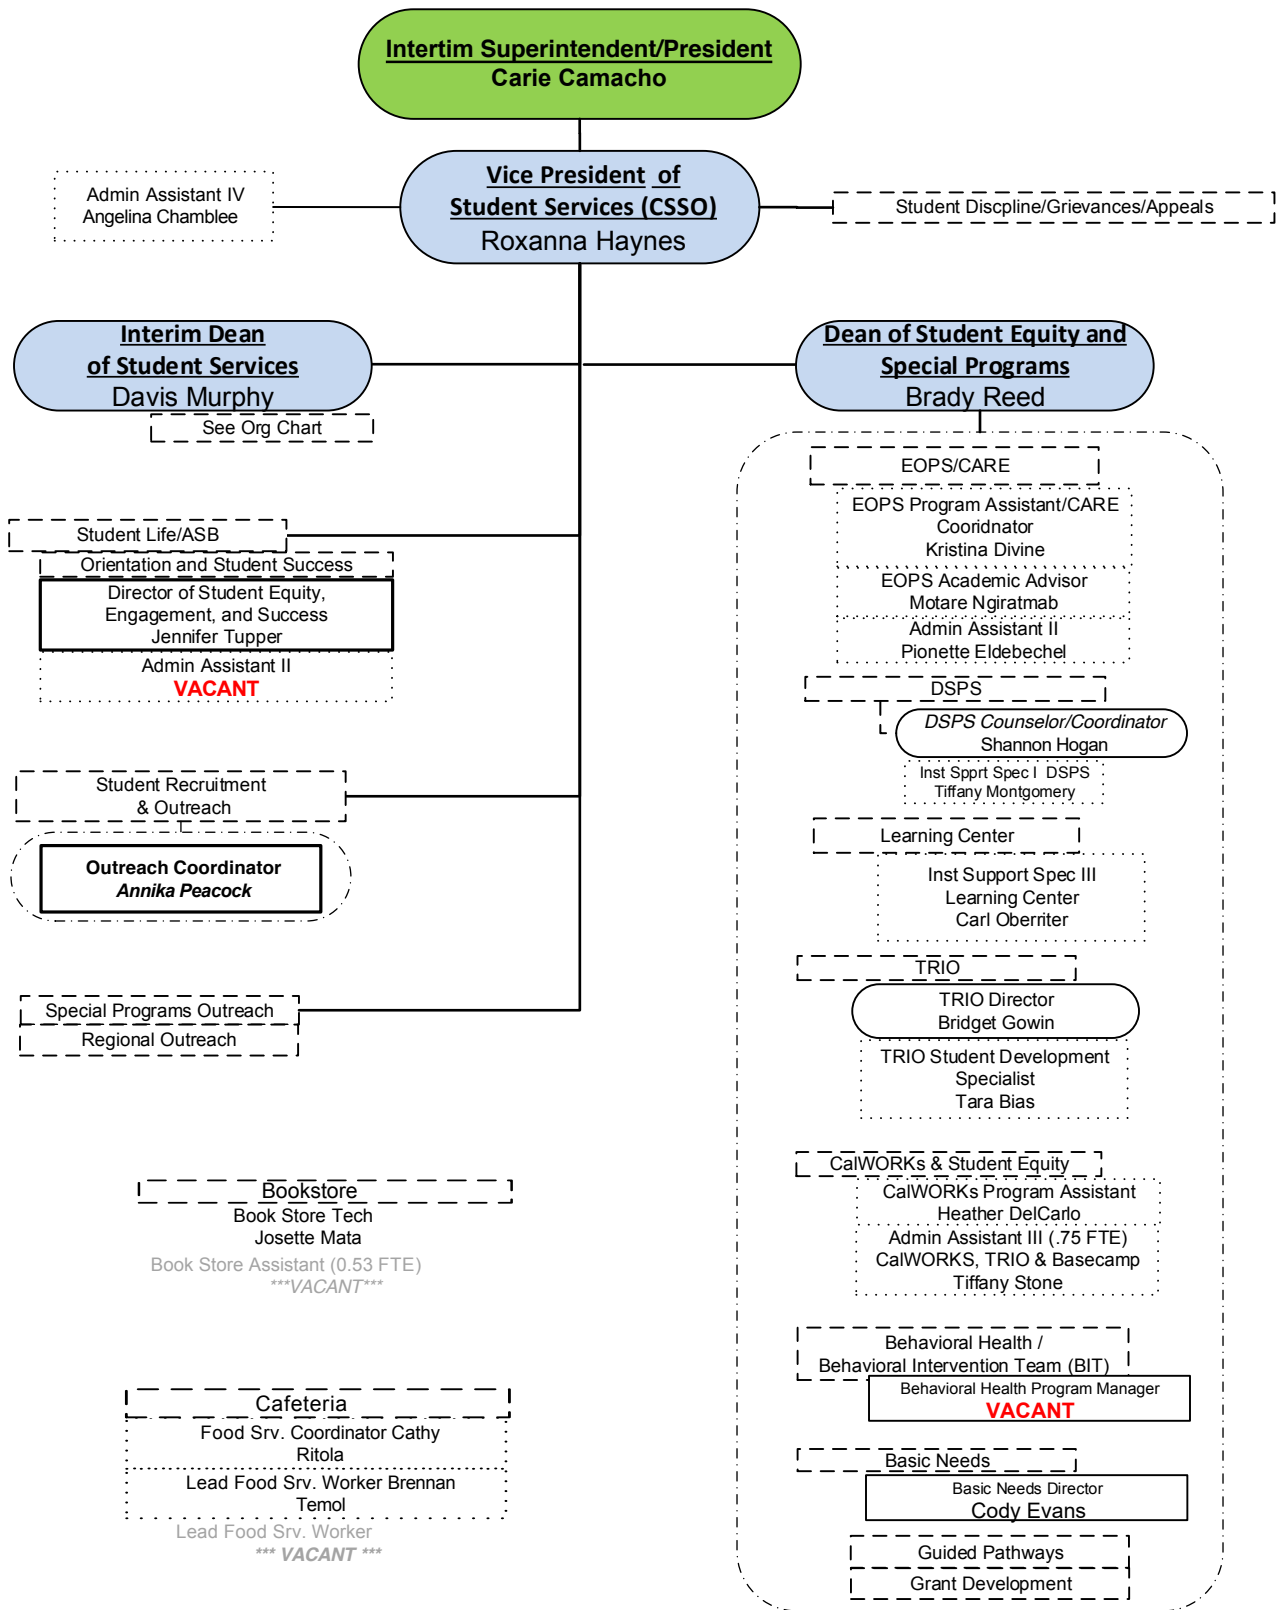 Intertim Superintendent/President
Carie Camacho
Vice President of
Student Services (CSSO)
Roxanna Haynes
Admin Assistant IV
Angelina Chamblee
Student Discpline/Grievances/Appeals
Interim Dean
of Student Services
Davis Murphy
See Org Chart
Dean of Student Equity and
Special Programs
Brady Reed
Student Life/ASB
Orientation and Student Success
Director of Student Equity,
Engagement, and Success
Jennifer Tupper
Admin Assistant II
VACANT
Student Recruitment
& Outreach
Outreach Coordinator
Annika Peacock
Special Programs Outreach
Regional Outreach
Bookstore
Book Store Tech
Josette Mata
Book Store Assistant (0.53 FTE)
***VACANT***
Cafeteria
Food Srv. Coordinator Cathy
Ritola
Lead Food Srv. Worker Brennan
Temol
Lead Food Srv. Worker
*** VACANT ***
EOPS/CARE
EOPS Program Assistant/CARE
Cooridnator
Kristina Divine
EOPS Academic Advisor
Motare Ngiratmab
Admin Assistant II
Pionette Eldebechel
DSPS
DSPS Counselor/Coordinator
Shannon Hogan
Inst Spprt Spec I DSPS
Tiffany Montgomery
Learning Center
Inst Support Spec III
Learning Center
Carl Oberriter
TRIO
TRIO Director
Bridget Gowin
TRIO Student Development
Specialist
Tara Bias
CalWORKs & Student Equity
CalWORKs Program Assistant
Heather DelCarlo
Admin Assistant III (.75 FTE)
CalWORKS, TRIO & Basecamp
Tiffany Stone
Behavioral Health /
Behavioral Intervention Team (BIT)
Behavioral Health Program Manager
VACANT
Basic Needs
Basic Needs Director
Cody Evans
Guided Pathways
Grant Development